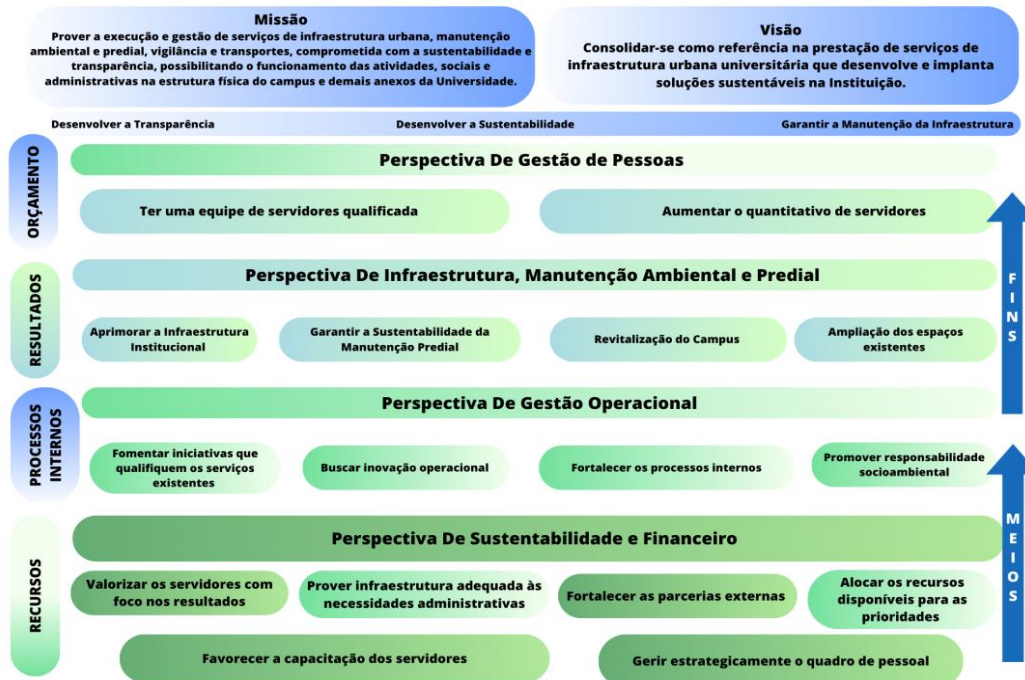 Missão
Prover a execução e gestão de serviços de infraestrutura urbana, manutenção
ambiental e predial, vigilância e transportes, comprometida com a sustentabilidade e
transparência, possibilitando o funcionamento das atividades, sociais e
administrativas na estrutura física do campus e demais anexos da Universidade.
Visão
Consolidar-se como referência na prestação de serviços de
infraestrutura urbana universitária que desenvolve e implanta
soluções sustentáveis na Instituição.
Desenvolver a Transparência
Desenvolver a Sustentabilidade
Garantir a Manutenção da Infraestrutura
ORÇAMENTO
Perspectiva De Gestão de Pessoas
Ter uma equipe de servidores qualificada
Aumentar o quantitativo de servidores
RESULTADOS
Perspectiva De Infraestrutura, Manutenção Ambiental e Predial
Aprimorar a Infraestrutura
Institucional
Garantir a Sustentabilidade da
Manutenção Predial
Revitalização do Campus
Ampliação dos espaços
existentes
FINS
PROCESSOS
INTERNOS
Perspectiva De Gestão Operacional
Fomentar iniciativas que
qualifiquem os serviços
existentes
Buscar inovação operacional
Fortalecer os processos internos
Promover responsabilidade
socioambiental
RECURSOS
Perspectiva De Sustentabilidade e Financeiro
Valorizar os servidores com
foco nos resultados
Prover infraestrutura adequada às
necessidades administrativas
Fortalecer as parcerias externas
Alocar os recursos
disponíveis para as
prioridades
Favorecer a capacitação dos servidores
Gerir estrategicamente o quadro de pessoal
MEIOS